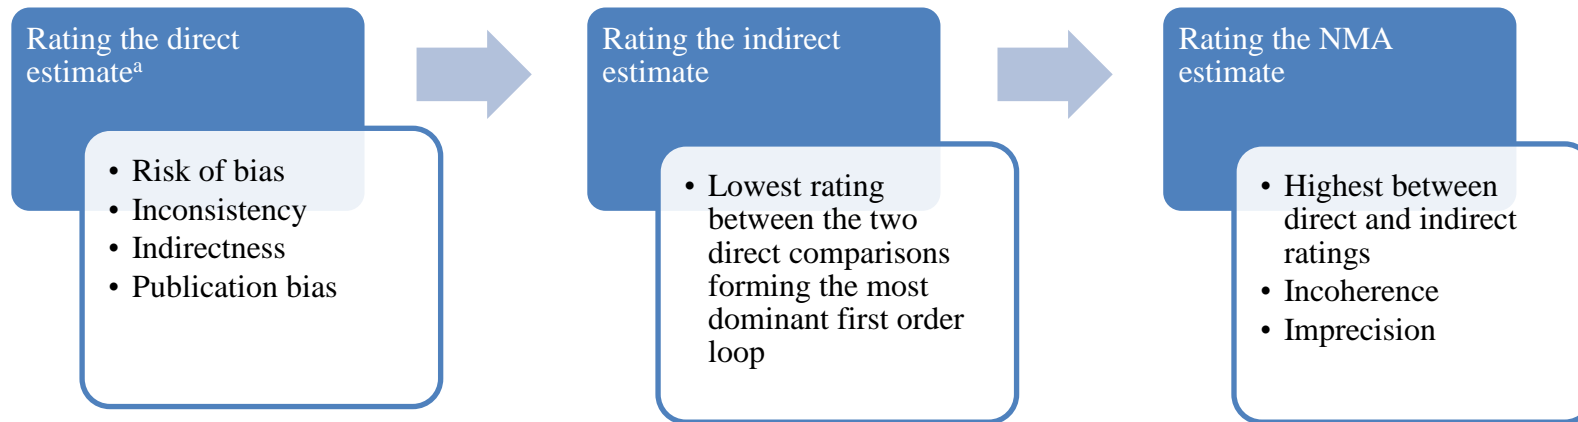 Rating the direct
estimateᵃ
• Risk of bias
• Inconsistency
• Indirectness
• Publication bias
Rating the indirect
estimate
• Lowest rating
between the two
direct comparisons
forming the most
dominant first order
loop
Rating the NMA
estimate
• Highest between
direct and indirect
ratings
• Incoherence
• Imprecision